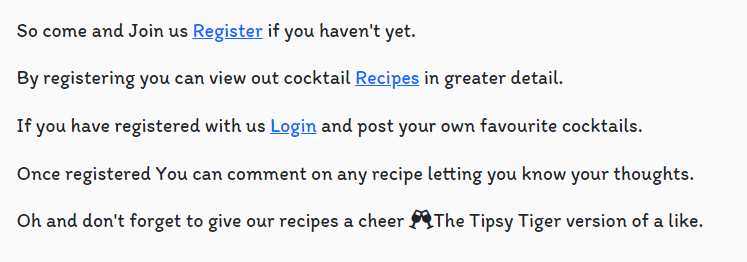 So come and Join us Register if you haven't yet.
By registering you can view out cocktail Recipes in greater detail.
If you have registered with us Login and post your own favourite cocktails.
Once registered You can comment on any recipe letting you know your thoughts.
Oh and don't forget to give our recipes a cheer 🥂The Tipsy Tiger version of a like.